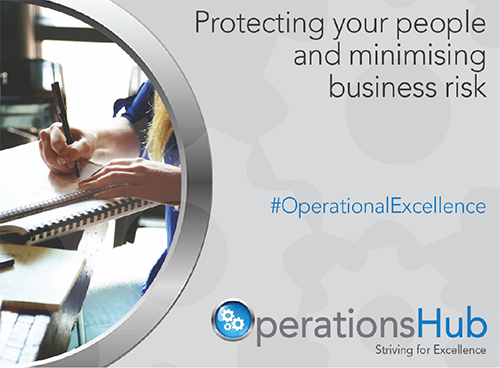 Protecting your people
and minimising
business risk
#OperationalExcellence
OperationsHub
Striving for Excellence